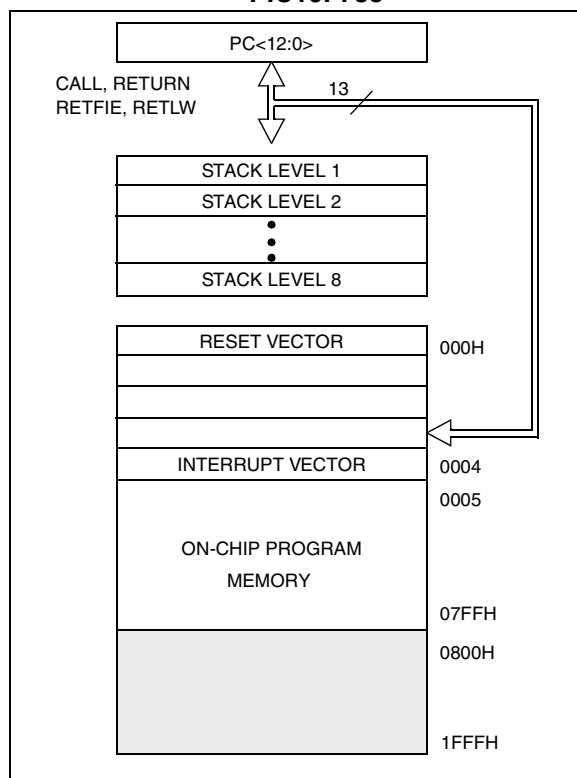 PC<12:0>
CALL, RETURN
RETFIE, RETLW
13
STACK LEVEL 1
STACK LEVEL 2
STACK LEVEL 8
RESET VECTOR
000H
INTERRUPT VECTOR
0004
0005
ON-CHIP PROGRAM
MEMORY
07FFH
0800H
1FFFH